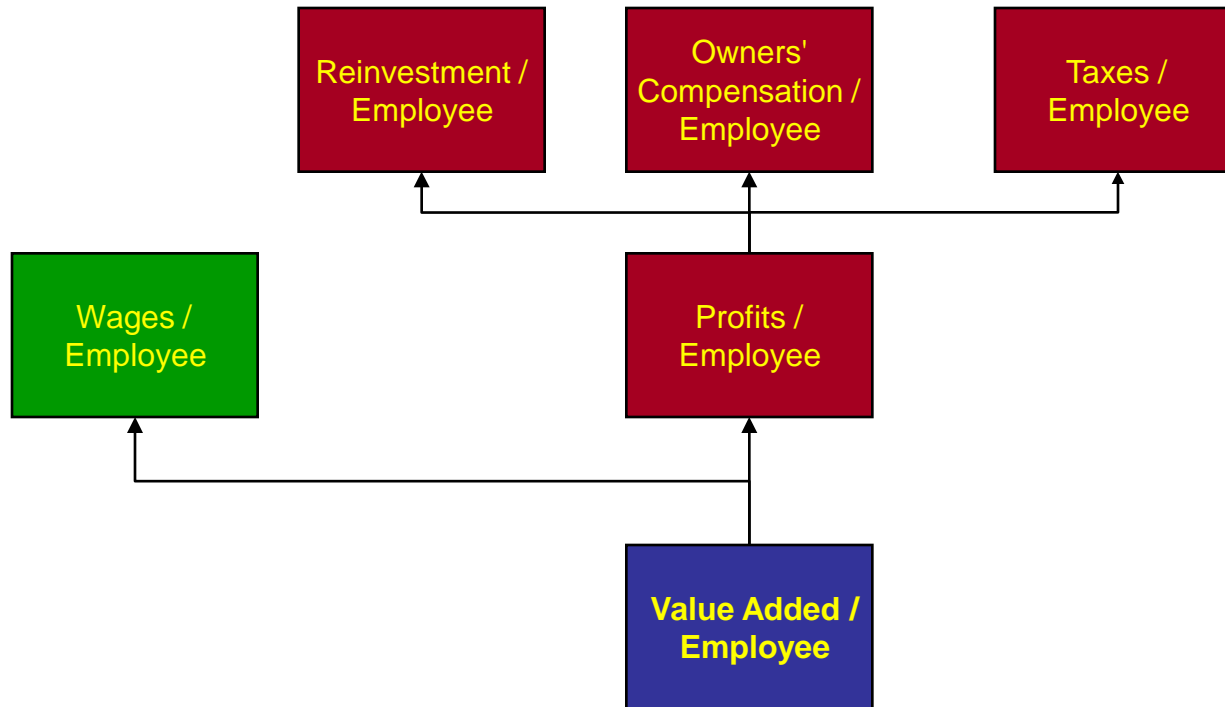 Reinvestment /
Employee
Owners'
Compensation /
Employee
Taxes /
Employee
Wages /
Employee
Profits /
Employee
Value Added /
Employee